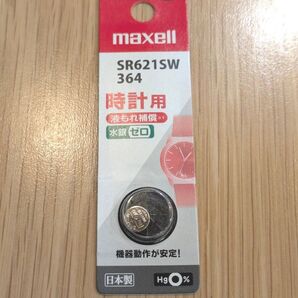 maxell
SR621SW
364
時計用
液もれ補償
水銀ゼロ
機器動作が安定!
日本製
Hg0%